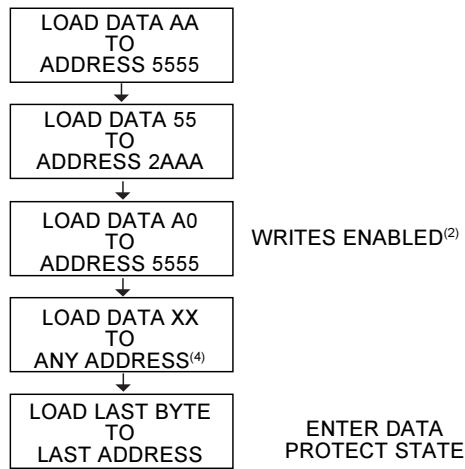 LOAD DATA AA
TO
ADDRESS 5555
LOAD DATA 55
TO
ADDRESS 2AAA
LOAD DATA A0
TO
ADDRESS 5555
WRITES ENABLED(2)
LOAD DATA XX
TO
ANY ADDRESS(4)
LOAD LAST BYTE
TO
LAST ADDRESS
ENTER DATA
PROTECT STATE